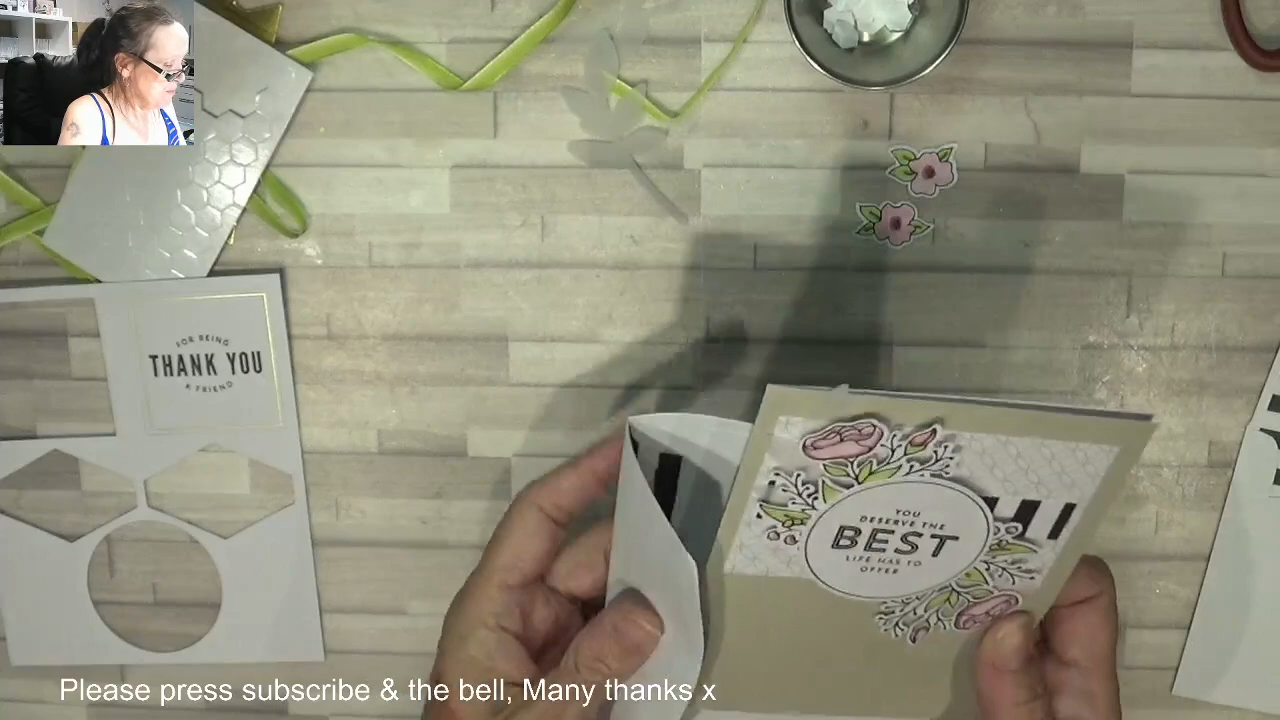 FOR BEING
THANK YOU
A FRIEND
YOU
DESERVE THE
BEST
LIFE HAS TO
OFFER
HI
Please press subscribe & the bell, Many thanks x